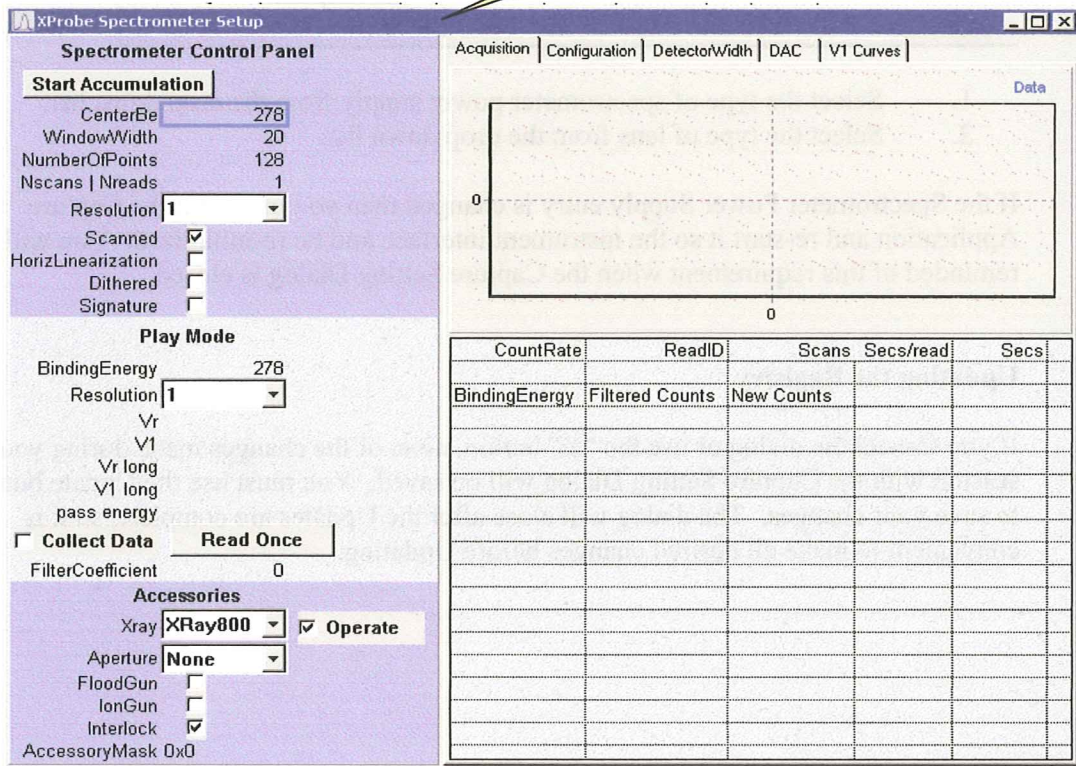 XProbe Spectrometer Setup
Spectrometer Control Panel
Start Accumulation
CenterBe 278
WindowWidth 20
NumberOfPoints 128
Nscans | Nreads 1
Resolution 1
Scanned
HorizLinearization
Dithered
Signature
Play Mode
BindingEnergy 278
Resolution 1
Vr
V1
Vr long
V1 long
pass energy
Collect Data Read Once
FilterCoefficient 0
Accessories
Xray XRay800 Operate
Aperture None
FloodGun
IonGun
Interlock
AccessoryMask 0x0
Acquisition Configuration DetectorWidth DAC V1 Curves
Data
0
0
CountRate ReadID Scans Secs/read Secs
BindingEnergy Filtered Counts New Counts